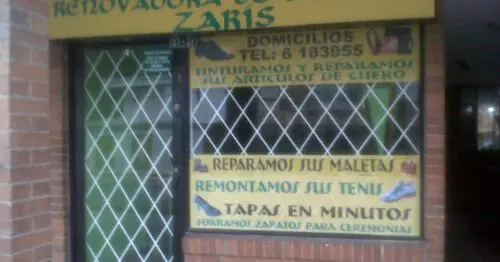 RENOVADORA DE
ZARIS
DOMICILIOS
TEL: 6 183955
TINTURAMOS Y REPARAMOS
SUS ARTICULOS DE CUERO
REPARAMOS SUS MALETAS
REMONTAMOS SUS TENIS
TAPAS EN MINUTOS
FORRAMOS ZAPATOS PARA CEREMONIAS